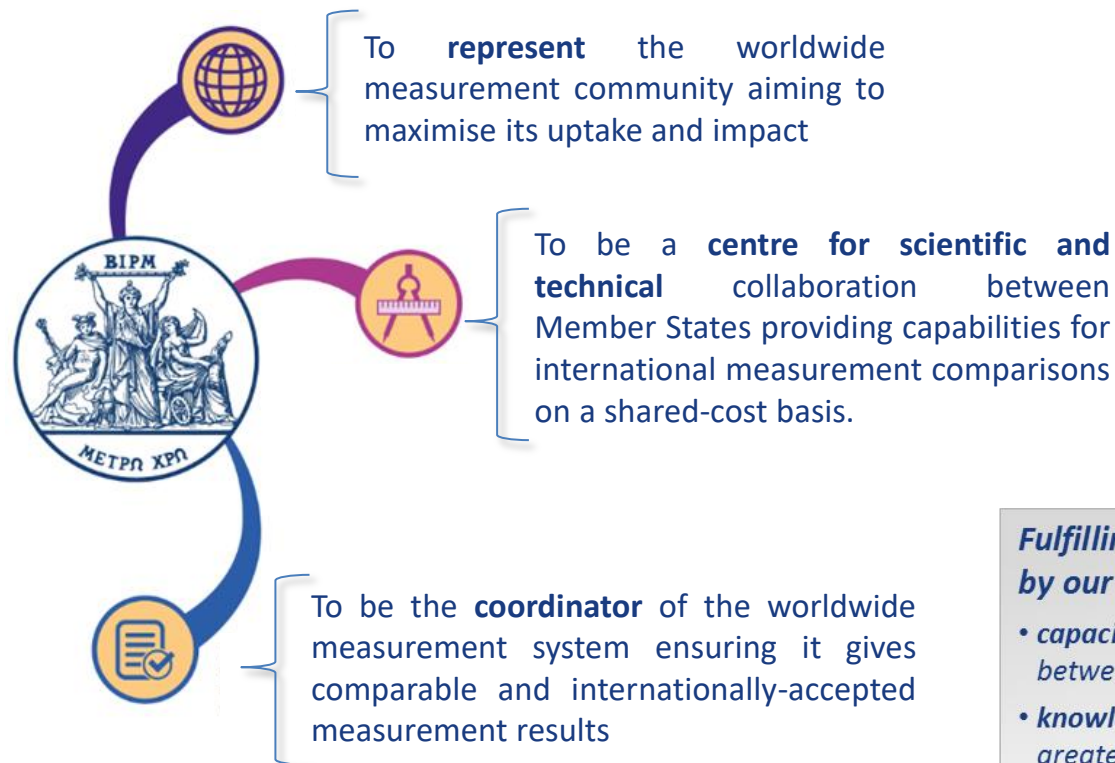 To represent the worldwide
measurement community aiming to
maximise its uptake and impact
BIPM
ΜΕΤΡΩ ΧΡΩ
To be a centre for scientific and
technical collaboration between
Member States providing capabilities for
international measurement comparisons
on a shared-cost basis.
To be the coordinator of the worldwide
measurement system ensuring it gives
comparable and internationally-accepted
measurement results
by our